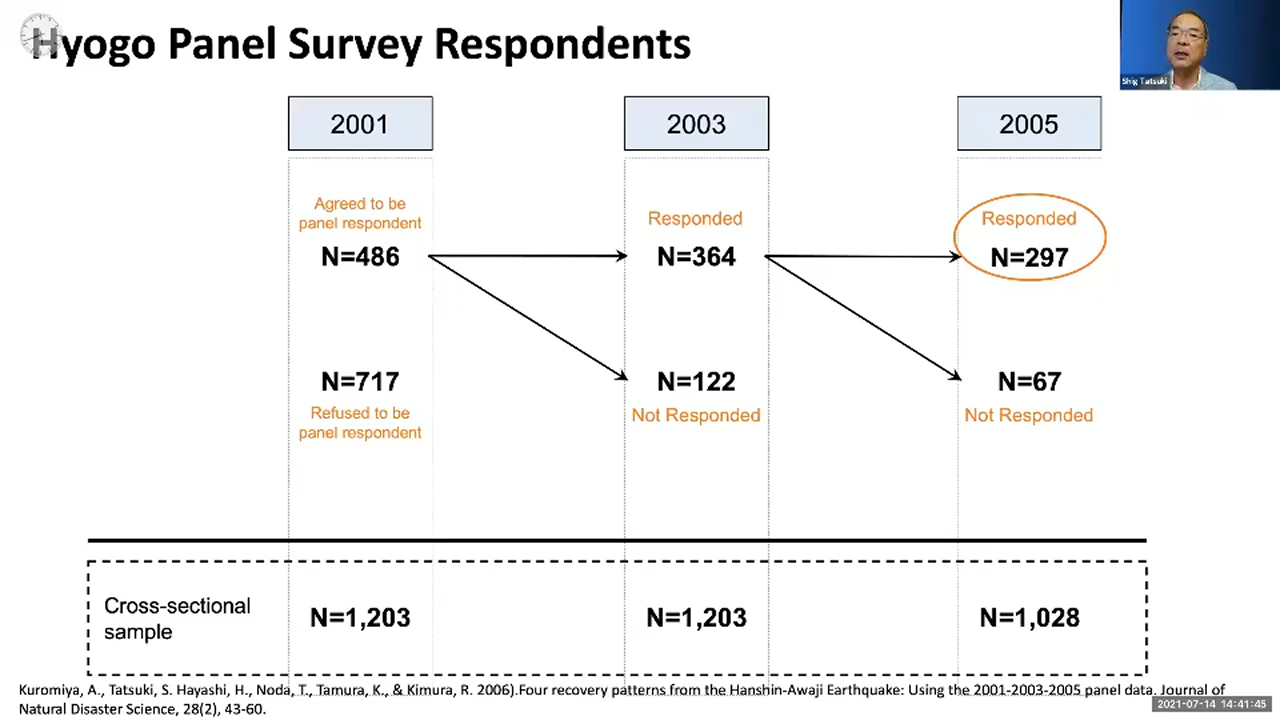 Hyogo Panel Survey Respondents
Shig Tatsuki
2001
2003
2005
Agreed to be
panel respondent
N=486
Responded
N=364
Responded
N=297
N=717
Refused to be
panel respondent
N=122
Not Responded
N=67
Not Responded
Cross-sectional
sample
N=1,203
N=1,203
N=1,028
Kuromiya, A., Tatsuki, S. Hayashi, H., Noda, T., Tamura, K., & Kimura, R. 2006).Four recovery patterns from the Hanshin-Awaji Earthquake: Using the 2001-2003-2005 panel data. Journal of
Natural Disaster Science, 28(2), 43-60.
2021-07-14 14:41:45